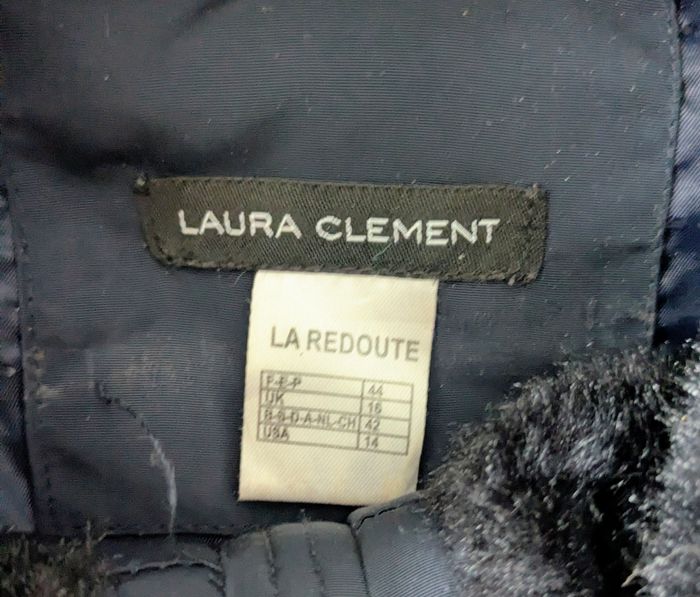 LAURA CLEMENT
LA REDOUTE
F-E-P 44
UK 16
B-S-D-A-NL-CH 42
USA 14